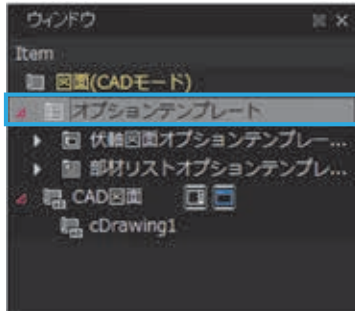 ウィンドウ
Item
図面(CADモード)
オプションテンプレート
伏軸図面オプションテンプレー...
部材リストオプションテンプレ...
CAD図面
cDrawing1